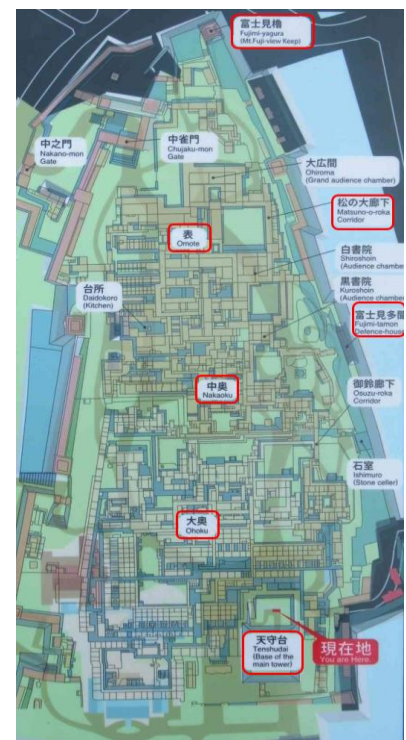 富士見櫓
Fujimi-yagura
(Mt.Fuji-view Keep)
中之門
Nakano-mon
Gate
中雀門
Chujaku-mon
Gate
大広間
Ohiroma
(Grand audience chamber)
松の大廊下
Matsuno-o-roka
Corridor
表
Omote
白書院
Shiroshoin
(Audience chamber
台所
Daidokoro
(Kitchen)
黒書院
Kuroshoin
(Audience chamber
富士見多聞
Fujimi-tamon
Defence-house
中奥
Nakaoku
御鈴廊下
Osuzu-roka
Corridor
石室
Ishimuro
(Stone celler)
大奥
Ohoku
天守台
Tenshudai
(Base of the
main tower)
現在地
You are Here.